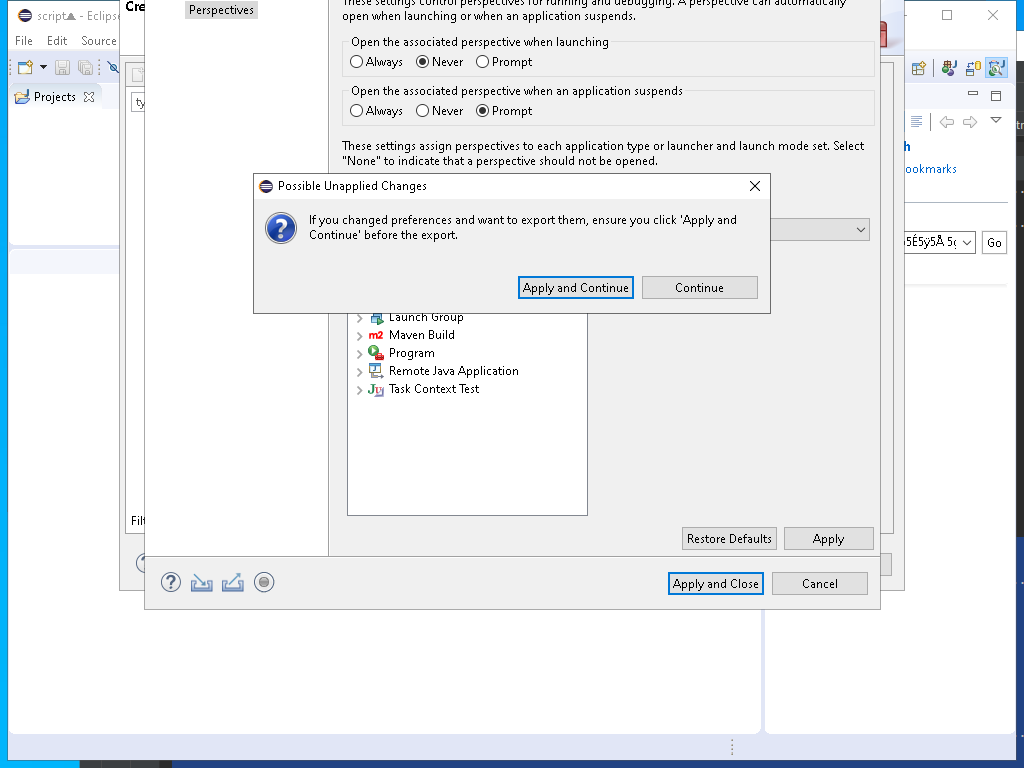 script - Eclipse
Cre
Perspectives
These settings control perspectives for running and debugging. A perspective can automatically
open when launching or when an application suspends.
File Edit Source
Open the associated perspective when launching
Always Never Prompt
Projects
ty
Open the associated perspective when an application suspends
Always Never Prompt
These settings assign perspectives to each application type or launcher and launch mode set. Select
"None" to indicate that a perspective should not be opened.
h
ookmarks
Possible Unapplied Changes
If you changed preferences and want to export them, ensure you click 'Apply and
Continue' before the export.
Go
Apply and Continue Continue
Launch Group
m2 Maven Build
Program
Remote Java Application
Task Context Test
Filt
Restore Defaults Apply
Apply and Close Cancel